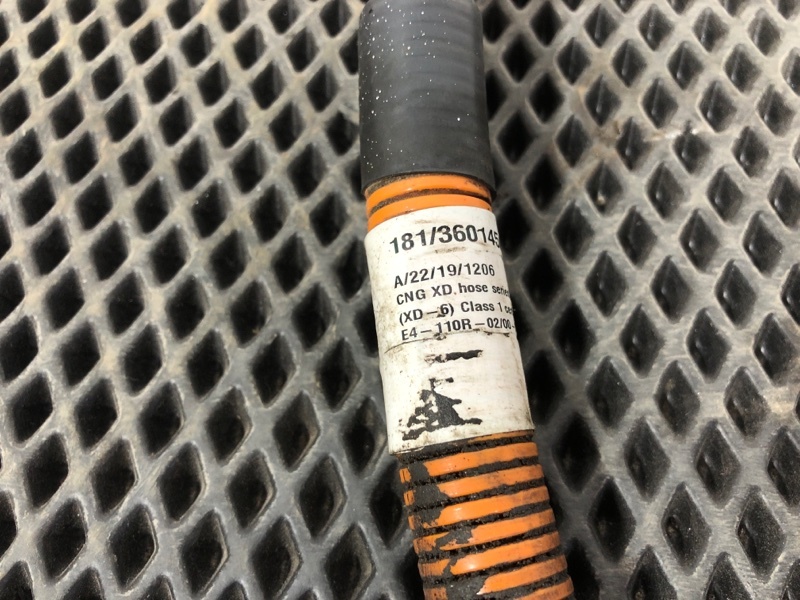 181/360145
A/22/19/1206
CNG XD hose
(XD-6) Class 1
E4-110R-02/00-